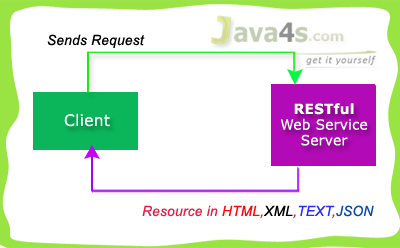 Sends Request
Java4s.com
get it yourself
Client
RESTful
Web Service
Server
Resource in HTML,XML,TEXT,JSON